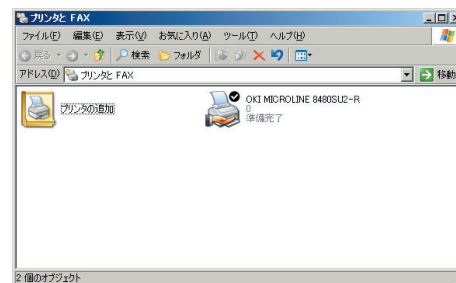 プリンタと FAX
ファイル(F) 編集(E) 表示(V) お気に入り(A) ツール(T) ヘルプ(H)
戻る 検索 フォルダ
アドレス(D) プリンタと FAX 移動
プリンタの追加
OKI MICROLINE 8480SU2-R
0
準備完了
2 個のオブジェクト